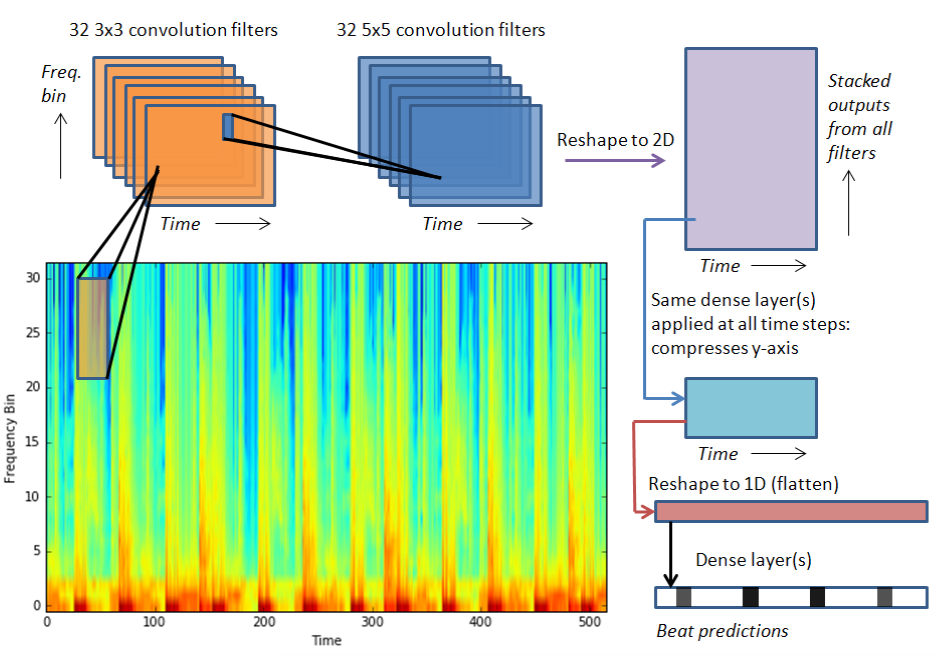 32 3x3 convolution filters
32 5x5 convolution filters
Freq.
bin
Time
Time
Reshape to 2D
Stacked
outputs
from all
filters
Time
Same dense layer(s)
applied at all time steps:
compresses y-axis
Time
Reshape to 1D (flatten)
Dense layer(s)
Beat predictions
30
25
20
15
10
5
0
Frequency Bin
0 100 200 300 400 500
Time